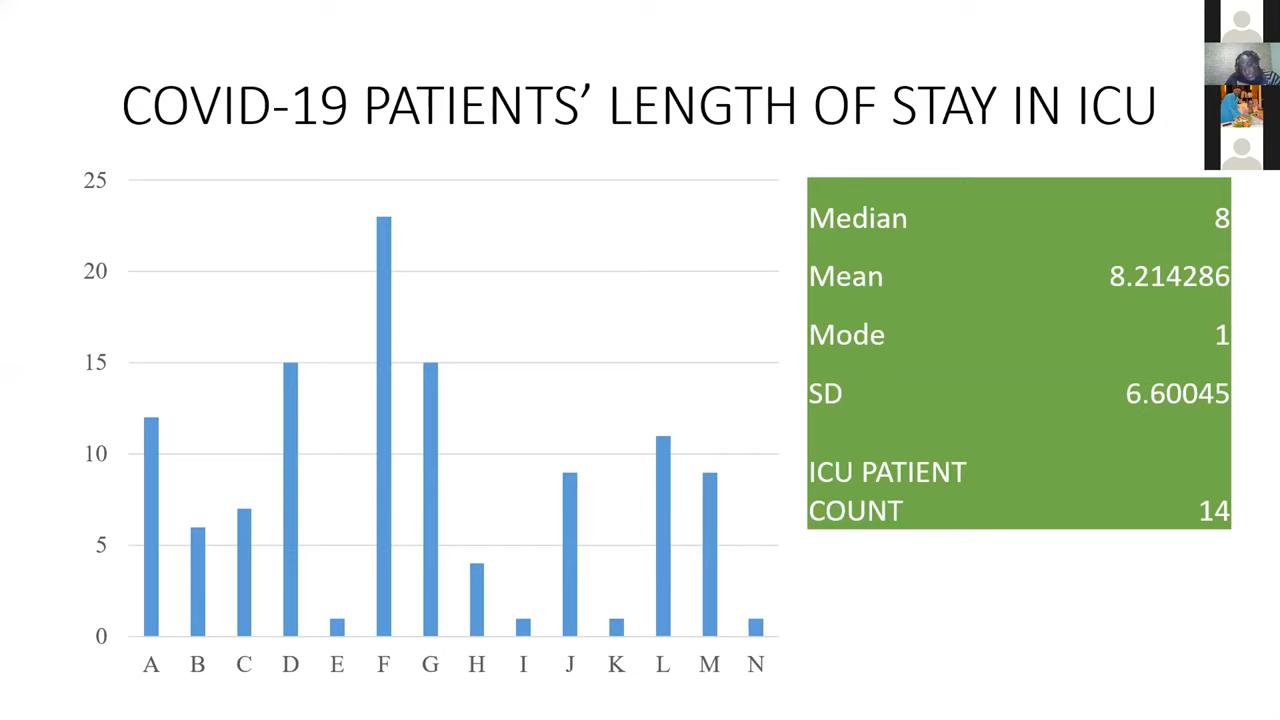 COVID-19 PATIENTS’ LENGTH OF STAY IN ICU
25
20
15
10
5
0
A B C D E F G H I J K L M N
Median 8
Mean 8.214286
Mode 1
SD 6.60045
ICU PATIENT
COUNT 14